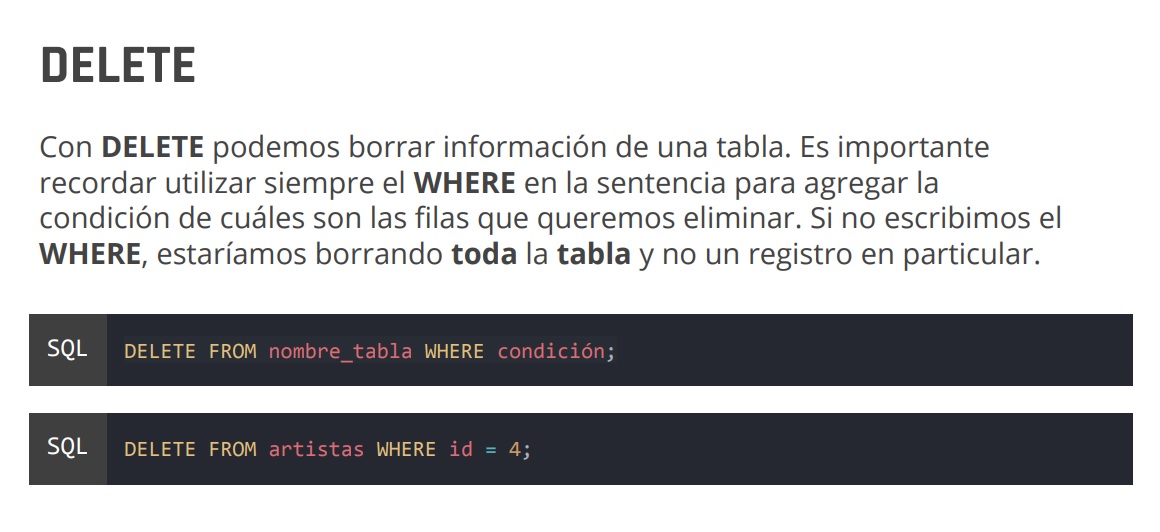 DELETE
Con DELETE podemos borrar información de una tabla. Es importante
recordar utilizar siempre el WHERE en la sentencia para agregar la
condición de cuáles son las filas que queremos eliminar. Si no escribimos el
WHERE, estaríamos borrando toda la tabla y no un registro en particular.
SQL DELETE FROM nombre_tabla WHERE condición;
SQL DELETE FROM artistas WHERE id = 4;